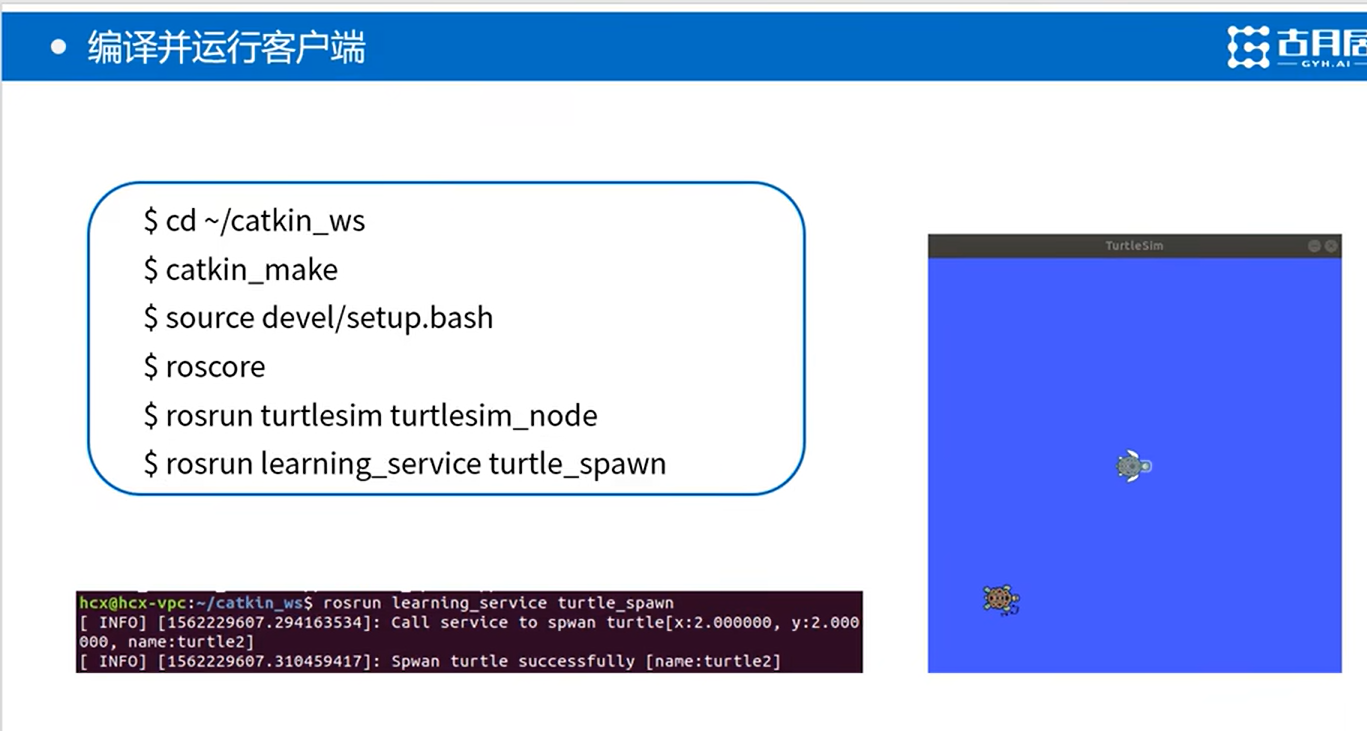 编译并运行客户端
古月居
GYH.AI
$ cd ~/catkin_ws
$ catkin_make
$ source devel/setup.bash
$ roscore
$ rosrun turtlesim turtlesim_node
$ rosrun learning_service turtle_spawn
TurtleSim
hcx@hcx-vpc:~/catkin_ws$ rosrun learning_service turtle_spawn
[ INFO] [1562229607.294163534]: Call service to spwan turtle[x:2.000000, y:2.000
000, name:turtle2]
[ INFO] [1562229607.310459417]: Spwan turtle successfully [name:turtle2]